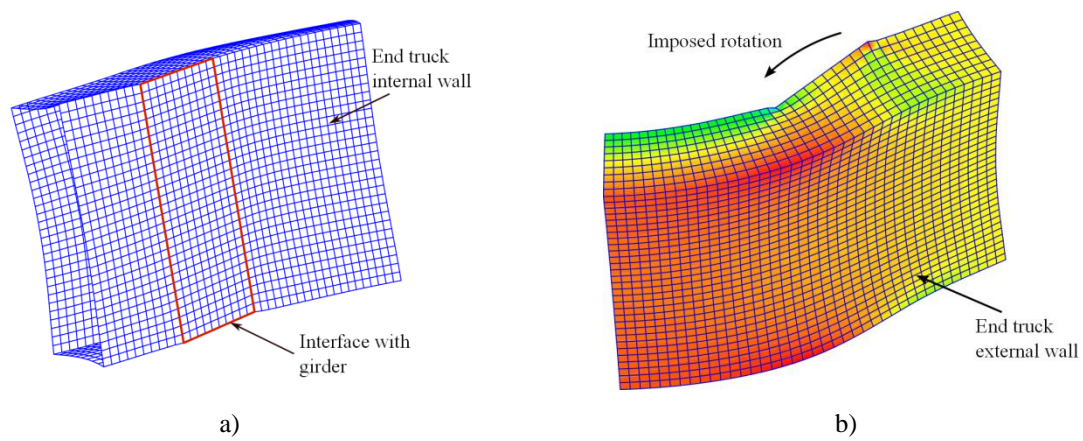 End truck
internal wall
Interface with
girder
a)
Imposed rotation
End truck
external wall
b)